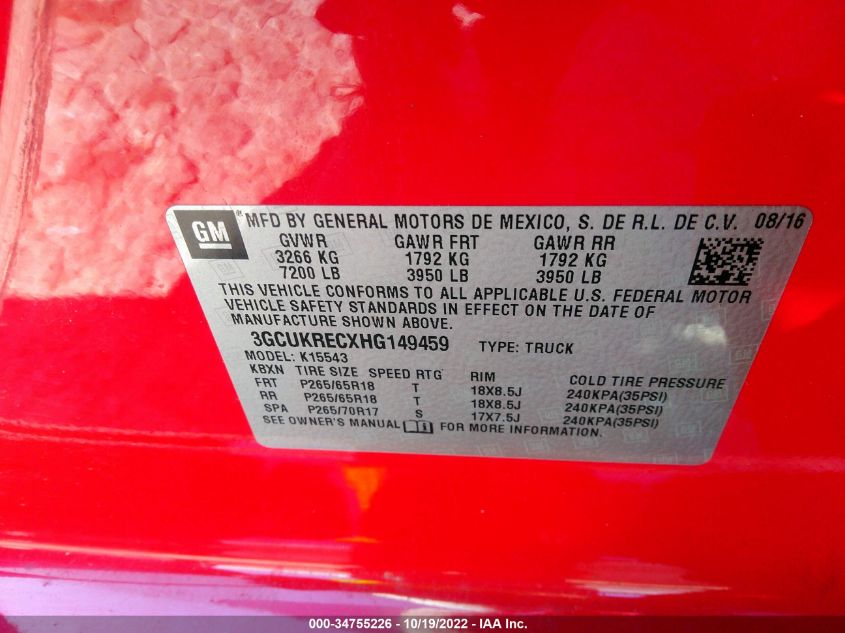 GM ® MFD BY GENERAL MOTORS DE MEXICO, S. DE R.L. DE C.V. 08/16
GVWR GAWR FRT GAWR RR
3266 KG 1792 KG 1792 KG
7200 LB 3950 LB 3950 LB
THIS VEHICLE CONFORMS TO ALL APPLICABLE U.S. FEDERAL MOTOR
VEHICLE SAFETY STANDARDS IN EFFECT ON THE DATE OF
MANUFACTURE SHOWN ABOVE.
3GCUKRECXHG149459 TYPE: TRUCK
MODEL: K15543
KBXN TIRE SIZE SPEED RTG RIM COLD TIRE PRESSURE
FRT P265/65R18 T 18X8.5J 240KPA(35PSI)
RR P265/65R18 T 18X8.5J 240KPA(35PSI)
SPA P265/70R17 S 17X7.5J 240KPA(35PSI)
SEE OWNER'S MANUAL FOR MORE INFORMATION.
000-34755226 - 10/19/2022 - IAA Inc.